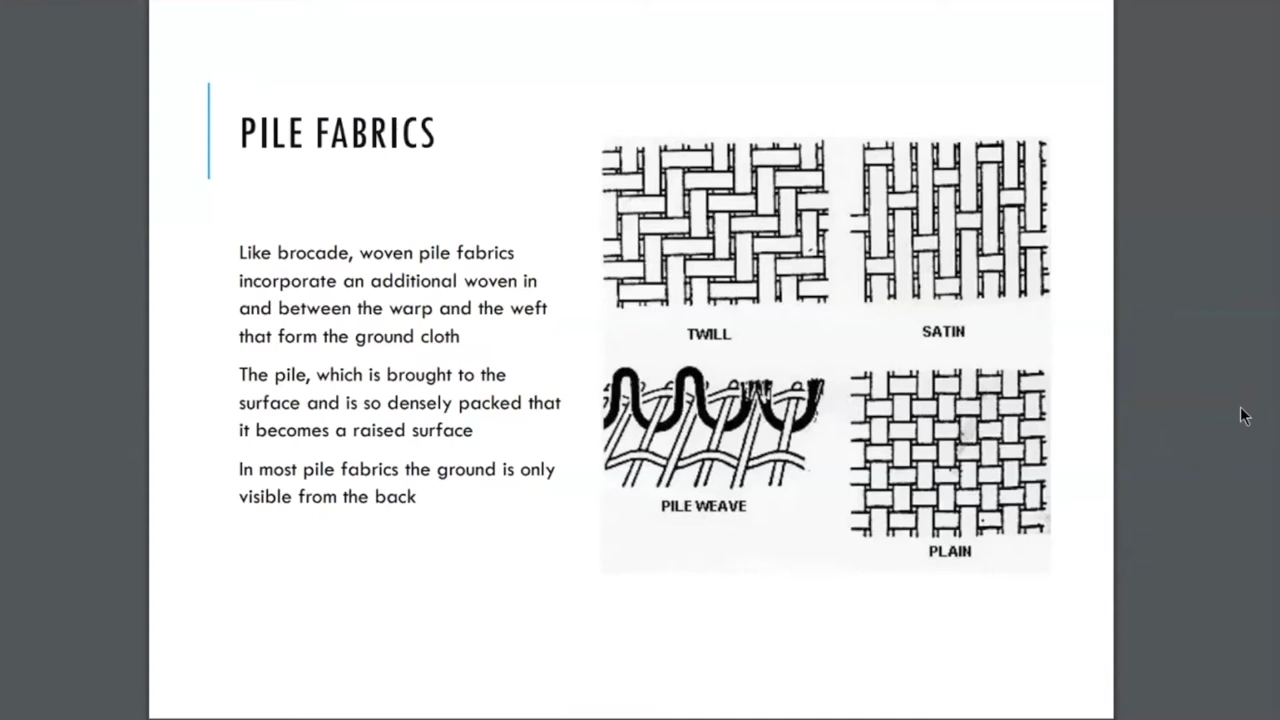 PILE FABRICS
Like brocade, woven pile fabrics
incorporate an additional woven in
and between the warp and the weft
that form the ground cloth
The pile, which is brought to the
surface and is so densely packed that
it becomes a raised surface
In most pile fabrics the ground is only
visible from the back
TWILL
SATIN
PILE WEAVE
PLAIN